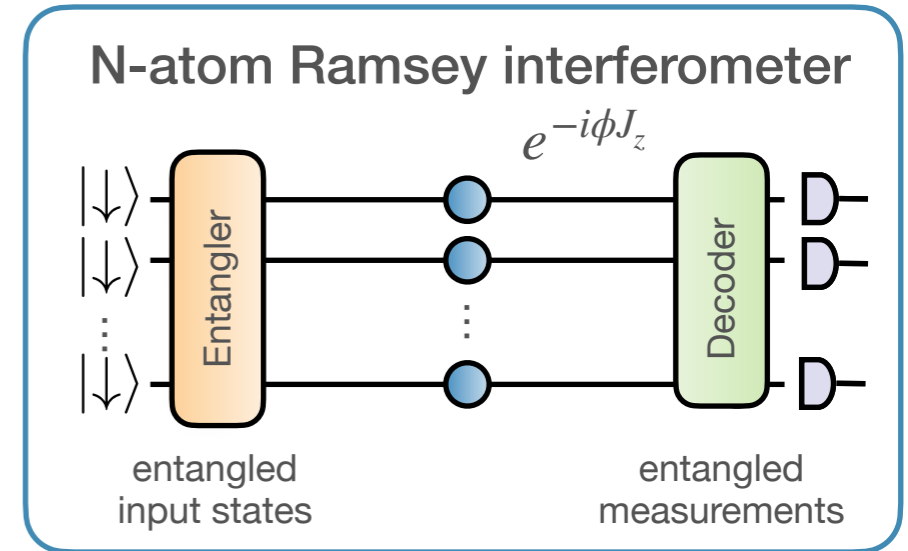 N-atom Ramsey interferometer
e^{-iϕJ_z}
|↓⟩
|↓⟩
⋮
⋮
|↓⟩
Entangler
Decoder
entangled
input states
entangled
measurements